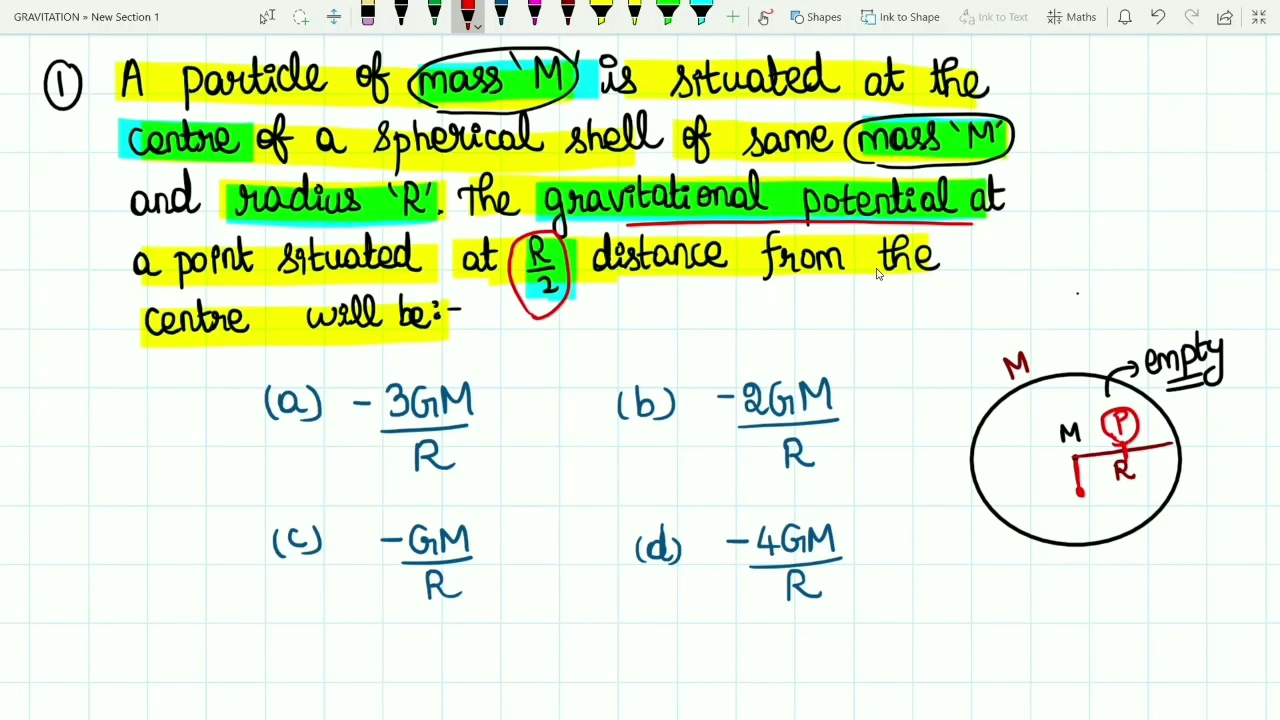 GRAVITATION » New Section 1
Shapes
Ink to Shape
Ink to Text
Maths
① A particle of mass 'M' is situated at the
centre of a spherical shell of same mass 'M'
and radius 'R'. The gravitational potential at
a point situated at R/2 distance from the
centre will be:-
M
empty
(a) -3GM/R (b) -2GM/R
M P
R
(c) -GM/R (d) -4GM/R